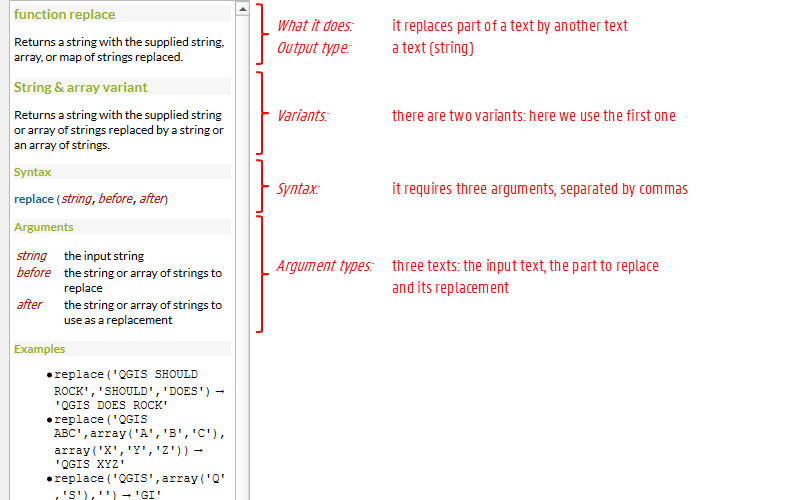 function replace
Returns a string with the supplied string,
array, or map of strings replaced.
String & array variant
Returns a string with the supplied string
or array of strings replaced by a string or
an array of strings.
Syntax
replace (string, before, after)
Arguments
string the input string
before the string or array of strings to
replace
after the string or array of strings to
use as a replacement
Examples
● replace('QGIS SHOULD
ROCK','SHOULD','DOES') →
'QGIS DOES ROCK'
● replace('QGIS
ABC',array('A','B','C'),
array('X','Y','Z')) →
'QGIS XYZ'
● replace('QGIS',array('Q'
,'S'),'') → 'GI'
What it does: it replaces part of a text by another text
Output type: a text (string)
Variants: there are two variants: here we use the first one
Syntax: it requires three arguments, separated by commas
Argument types: three texts: the input text, the part to replace
and its replacement